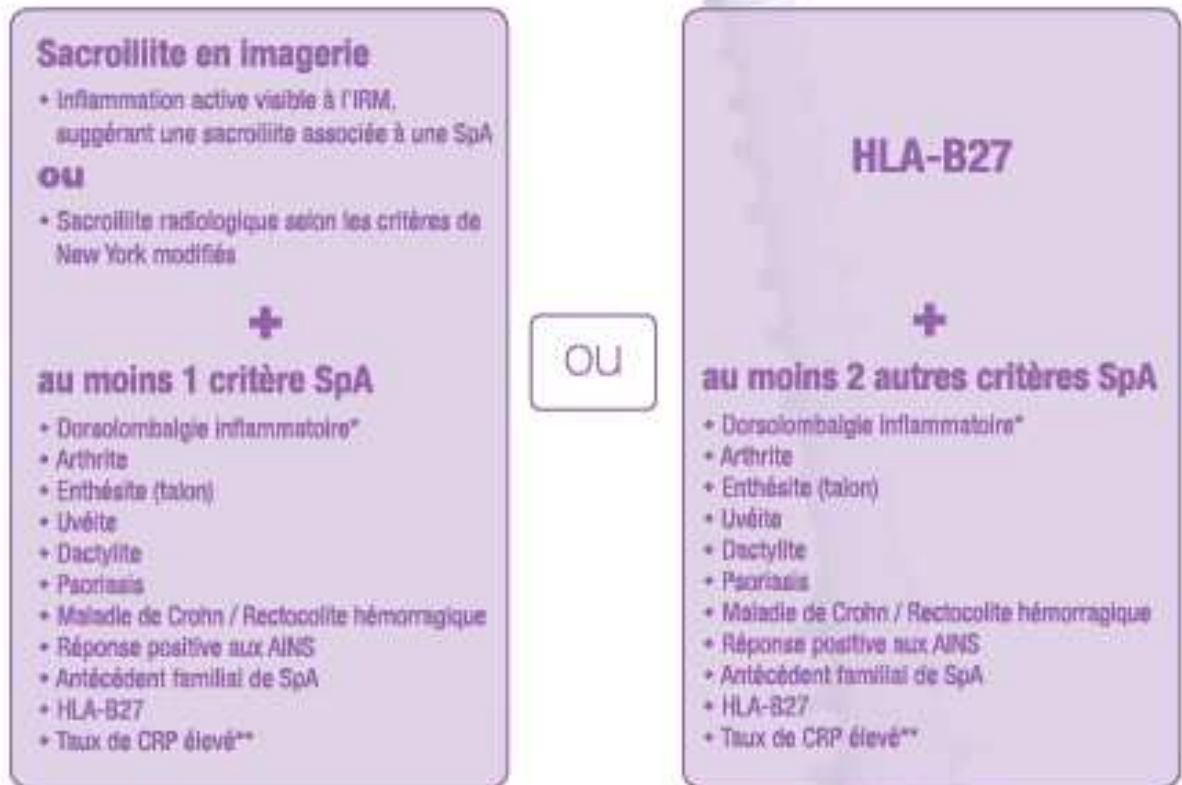 Sacroiliite en imagerie
• Inflammation active visible à l'IRM,
suggérant une sacroiliite associée à une SpA
ou
• Sacroiliite radiologique selon les critères de
New York modifiés
+
au moins 1 critère SpA
• Dorsolombalgie inflammatoire*
• Arthrite
• Enthésite (talon)
• Uvéite
• Dactylite
• Psoriasis
• Maladie de Crohn / Rectocolite hémorragique
• Réponse positive aux AINS
• Antécédent familial de SpA
• HLA-B27
• Taux de CRP élevé**
ou
HLA-B27
+
au moins 2 autres critères SpA
• Dorsolombalgie inflammatoire*
• Arthrite
• Enthésite (talon)
• Uvéite
• Dactylite
• Psoriasis
• Maladie de Crohn / Rectocolite hémorragique
• Réponse positive aux AINS
• Antécédent familial de SpA
• HLA-B27
• Taux de CRP élevé**